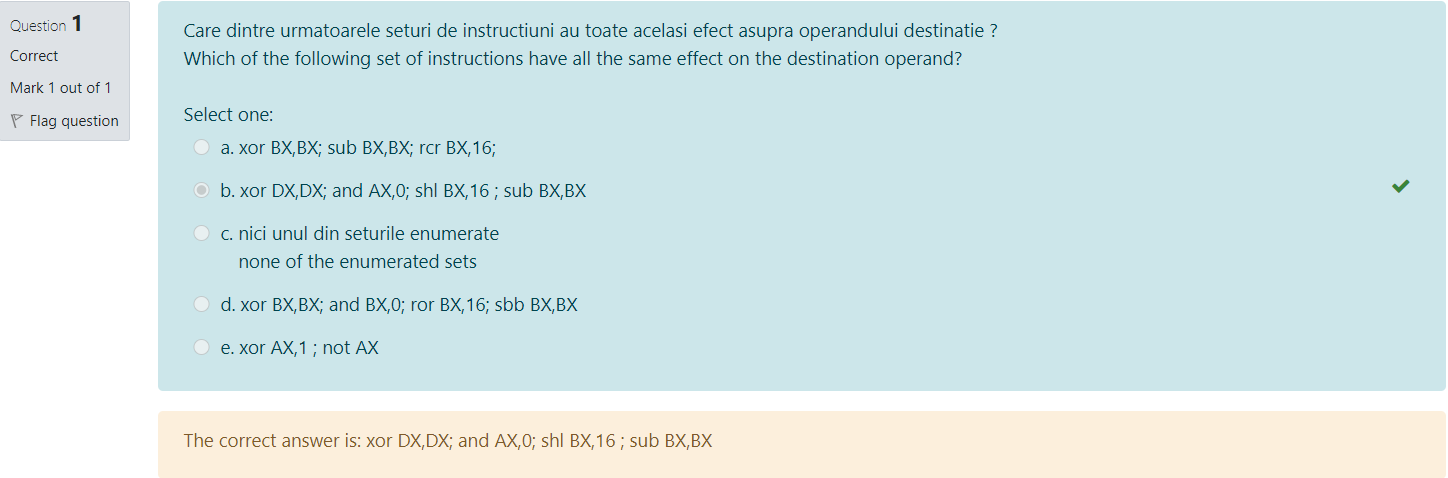 Question 1
Correct
Mark 1 out of 1
Flag question
Care dintre urmatoarele seturi de instructiuni au toate acelasi efect asupra operandului destinatie ?
Which of the following set of instructions have all the same effect on the destination operand?
Select one:
a. xor BX,BX; sub BX,BX; rcr BX,16;
b. xor DX,DX; and AX,0; shl BX,16 ; sub BX,BX
c. nici unul din seturile enumerate
none of the enumerated sets
d. xor BX,BX; and BX,0; ror BX,16; sbb BX,BX
e. xor AX,1 ; not AX
The correct answer is: xor DX,DX; and AX,0; shl BX,16 ; sub BX,BX